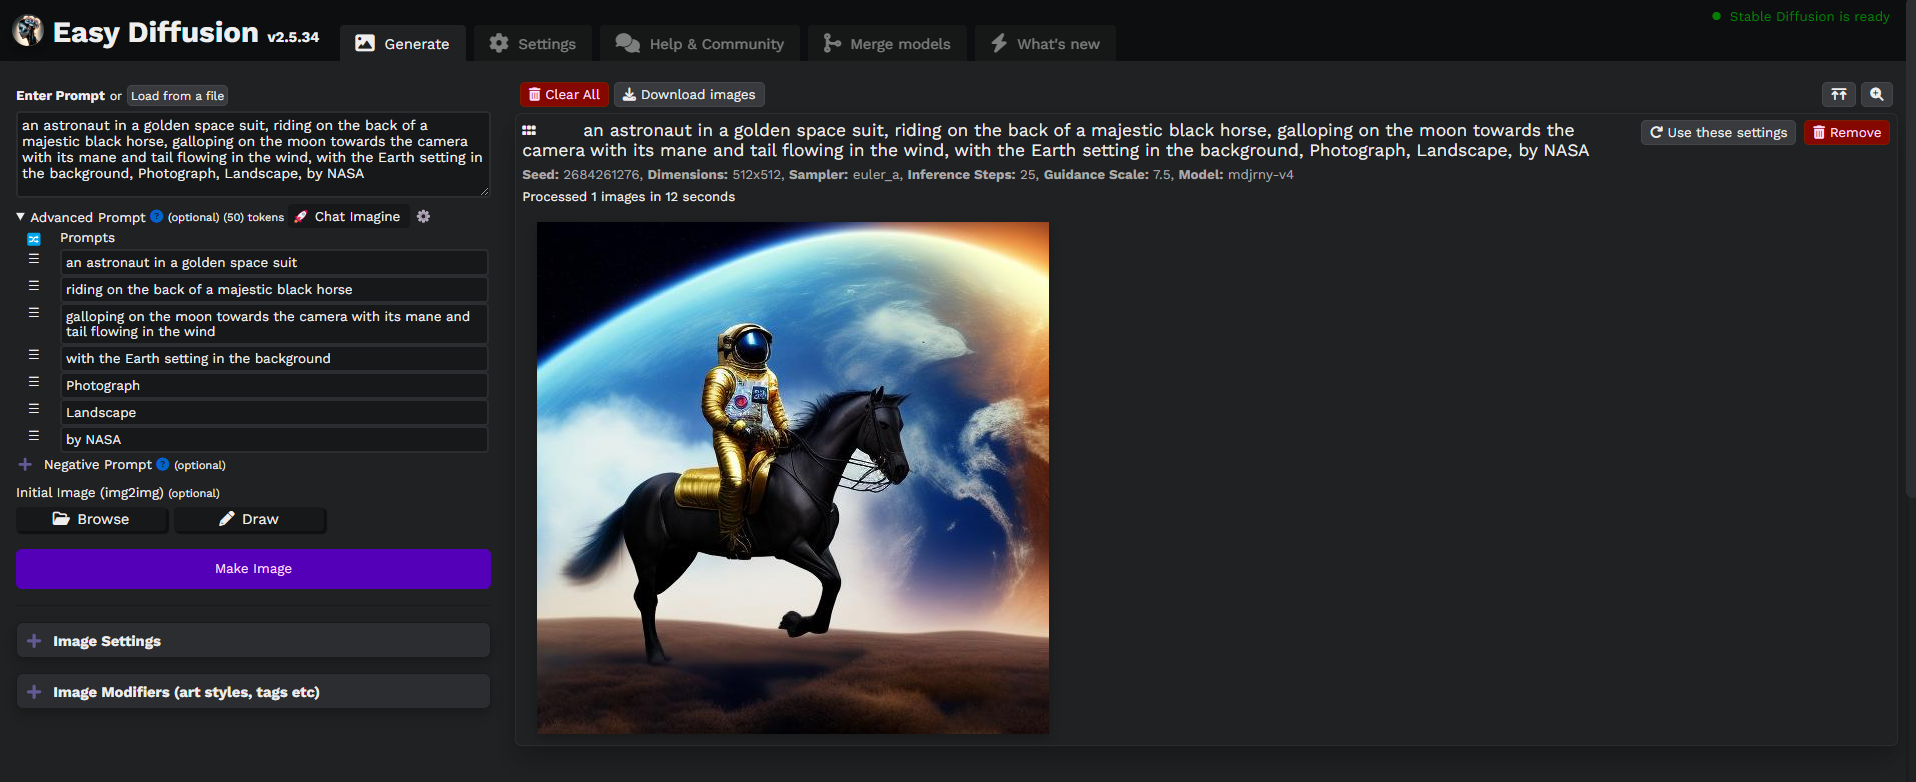 Easy Diffusion v2.5.34
Generate
Settings
Help & Community
Merge models
What's new
Stable Diffusion is ready
Enter Prompt or Load from a file
an astronaut in a golden space suit, riding on the back of a
majestic black horse, galloping on the moon towards the camera
with its mane and tail flowing in the wind, with the Earth setting in
the background, Photograph, Landscape, by NASA
Advanced Prompt ? (optional) (50) tokens Chat Imagine
Prompts
an astronaut in a golden space suit
riding on the back of a majestic black horse
galloping on the moon towards the camera with its mane and
tail flowing in the wind
with the Earth setting in the background
Photograph
Landscape
by NASA
Negative Prompt ? (optional)
Initial Image (img2img) (optional)
Browse
Draw
Make Image
Image Settings
Image Modifiers (art styles, tags etc)
Clear All
Download images
an astronaut in a golden space suit, riding on the back of a majestic black horse, galloping on the moon towards the
camera with its mane and tail flowing in the wind, with the Earth setting in the background, Photograph, Landscape, by NASA
Use these settings
Remove
Seed: 2684261276, Dimensions: 512x512, Sampler: euler_a, Inference Steps: 25, Guidance Scale: 7.5, Model: mdjrny-v4
Processed 1 images in 12 seconds